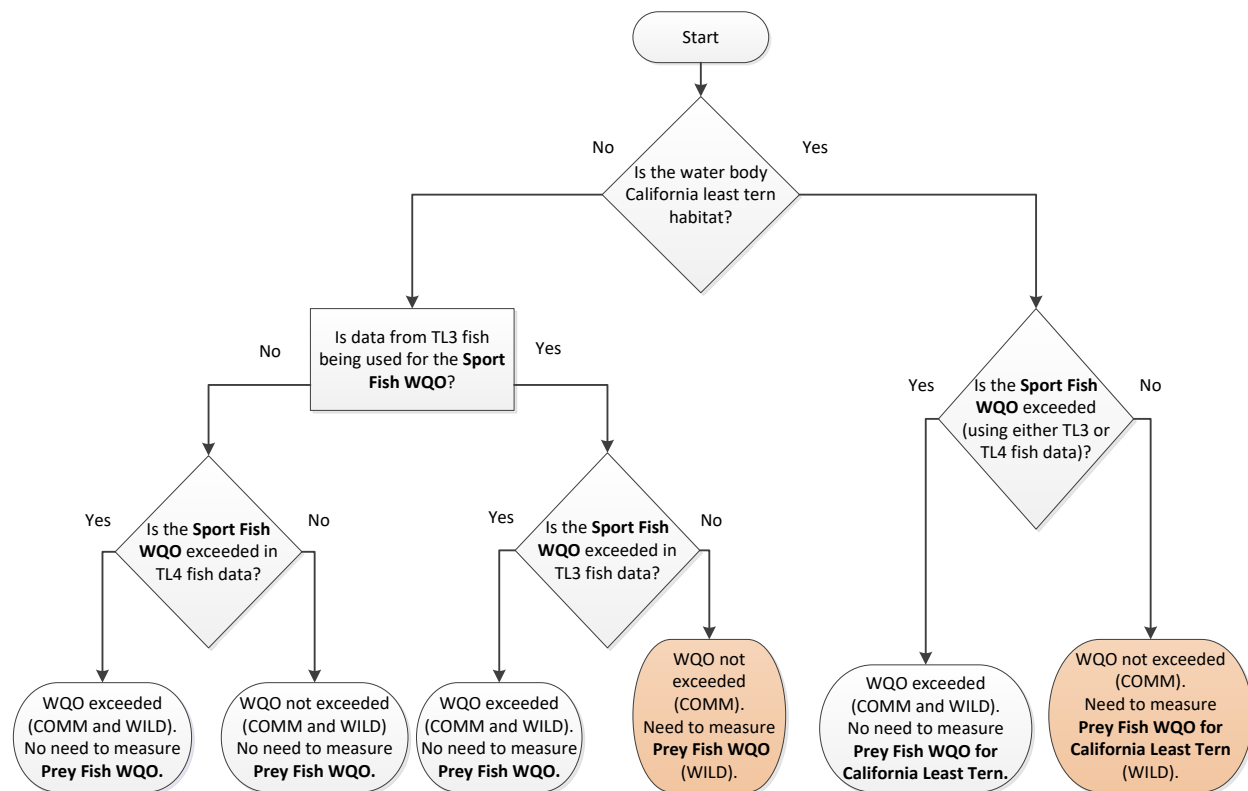 Start
No
Yes
Is the water body
California least tern
habitat?
No
Is data from TL3 fish
being used for the Sport
Fish WQO?
Yes
Yes
Is the Sport Fish
WQO exceeded
(using either TL3 or
TL4 fish data)?
No
Yes
Is the Sport Fish
WQO exceeded in
TL4 fish data?
No
Yes
Is the Sport Fish
WQO exceeded in
TL3 fish data?
No
WQO exceeded
(COMM and WILD).
No need to measure
Prey Fish WQO.
WQO not exceeded
(COMM and WILD)
No need to measure
Prey Fish WQO.
WQO exceeded
(COMM and WILD).
No need to measure
Prey Fish WQO.
WQO not
exceeded
(COMM).
Need to measure
Prey Fish WQO
(WILD).
WQO exceeded
(COMM and WILD).
No need to measure
Prey Fish WQO for
California Least Tern.
WQO not exceeded
(COMM).
Need to measure
Prey Fish WQO for
California Least Tern
(WILD).